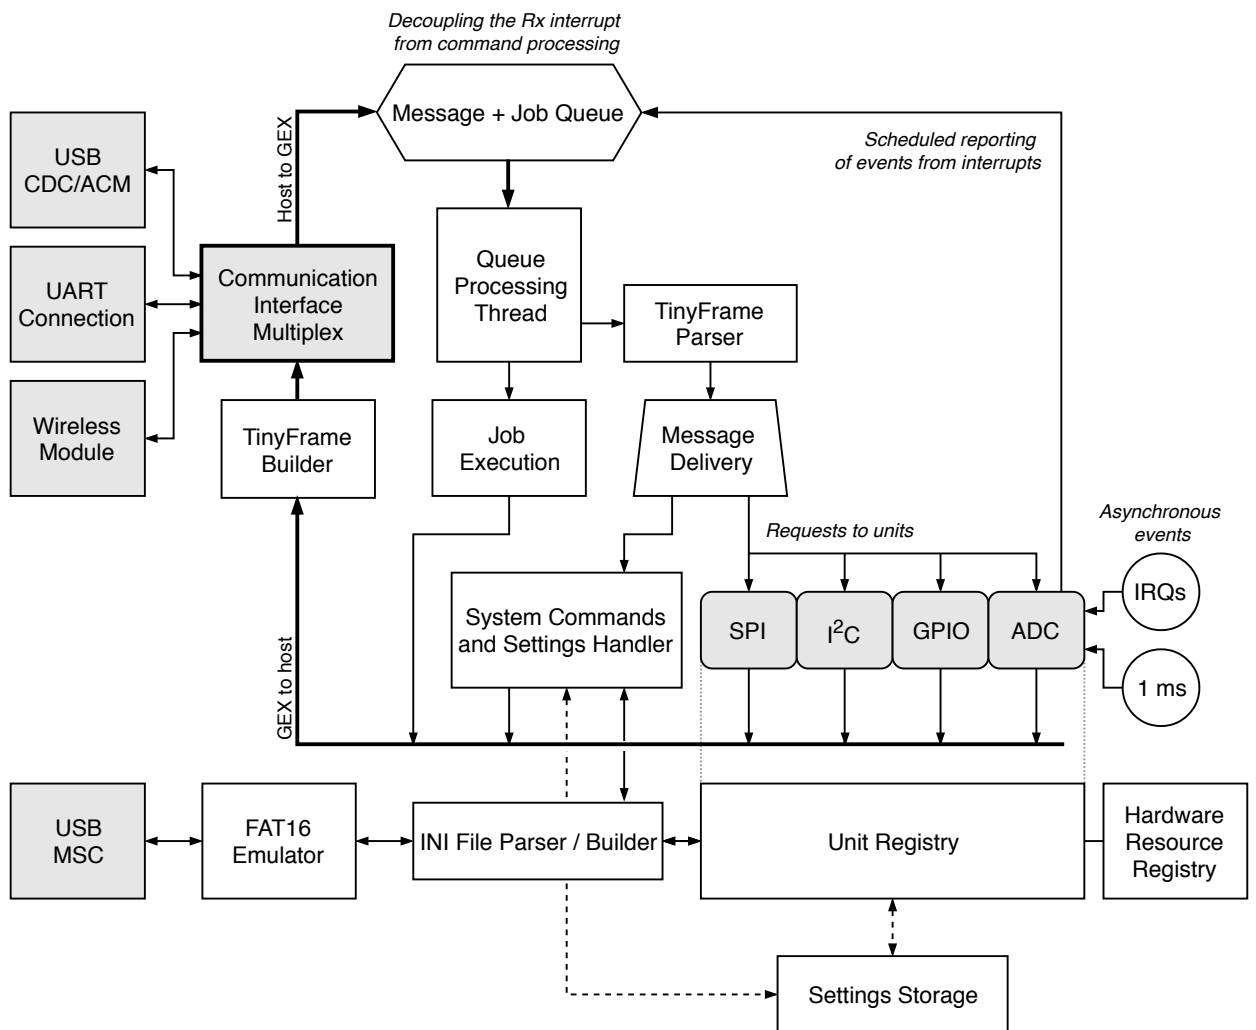 Decoupling the Rx interrupt
from command processing
Message + Job Queue
Scheduled reporting
of events from interrupts
USB
CDC/ACM
Host to GEX
UART
Connection
Communication
Interface
Multiplex
Queue
Processing
Thread
TinyFrame
Parser
Wireless
Module
TinyFrame
Builder
Job
Execution
Message
Delivery
Requests to units
Asynchronous
events
IRQs
1 ms
System Commands
and Settings Handler
SPI
I²C
GPIO
ADC
GEX to host
USB
MSC
FAT16
Emulator
INI File Parser / Builder
Unit Registry
Hardware
Resource
Registry
Settings Storage